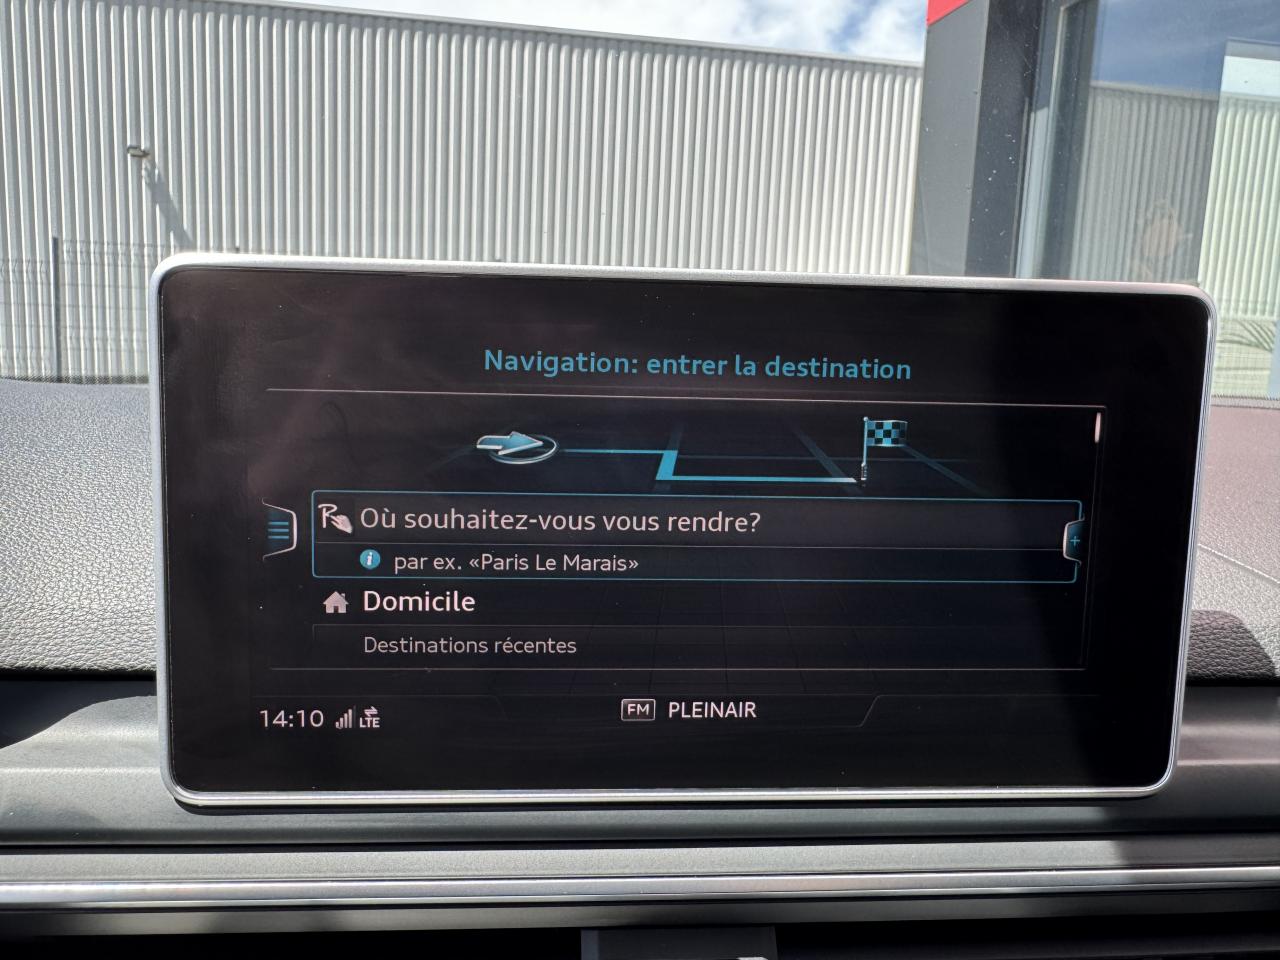 Navigation: entrer la destination
Où souhaitez-vous vous rendre?
par ex. «Paris Le Marais»
Domicile
Destinations récentes
14:10 LTE
FM PLEINAIR